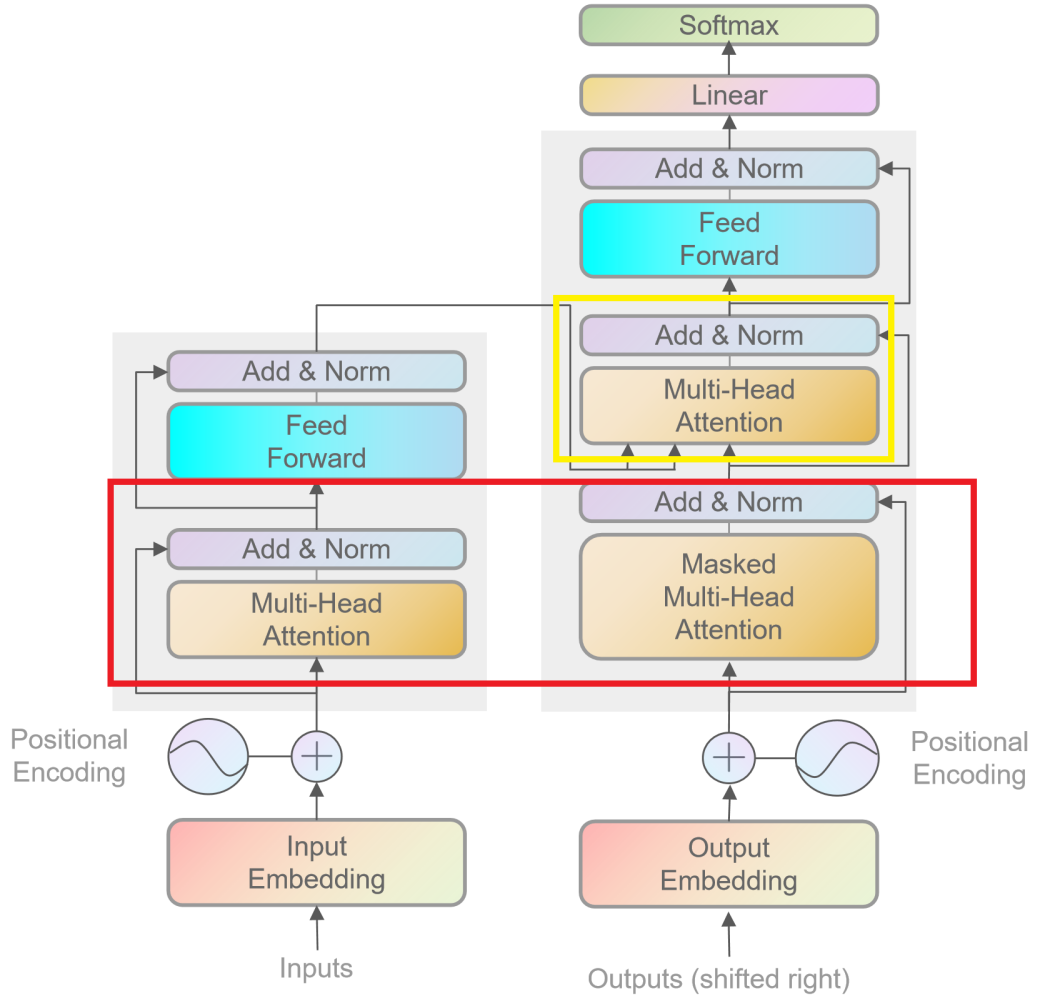 Softmax
Linear
Add & Norm
Feed
Forward
Add & Norm
Multi-Head
Attention
Add & Norm
Masked
Multi-Head
Attention
Add & Norm
Feed
Forward
Add & Norm
Multi-Head
Attention
Positional
Encoding
Positional
Encoding
Input
Embedding
Output
Embedding
Inputs
Outputs (shifted right)